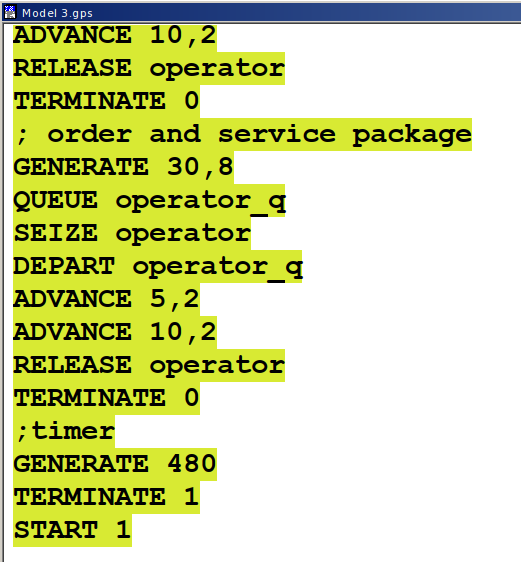 Model 3.gps
ADVANCE 10,2
RELEASE operator
TERMINATE 0
; order and service package
GENERATE 30,8
QUEUE operator_q
SEIZE operator
DEPART operator_q
ADVANCE 5,2
ADVANCE 10,2
RELEASE operator
TERMINATE 0
;timer
GENERATE 480
TERMINATE 1
START 1